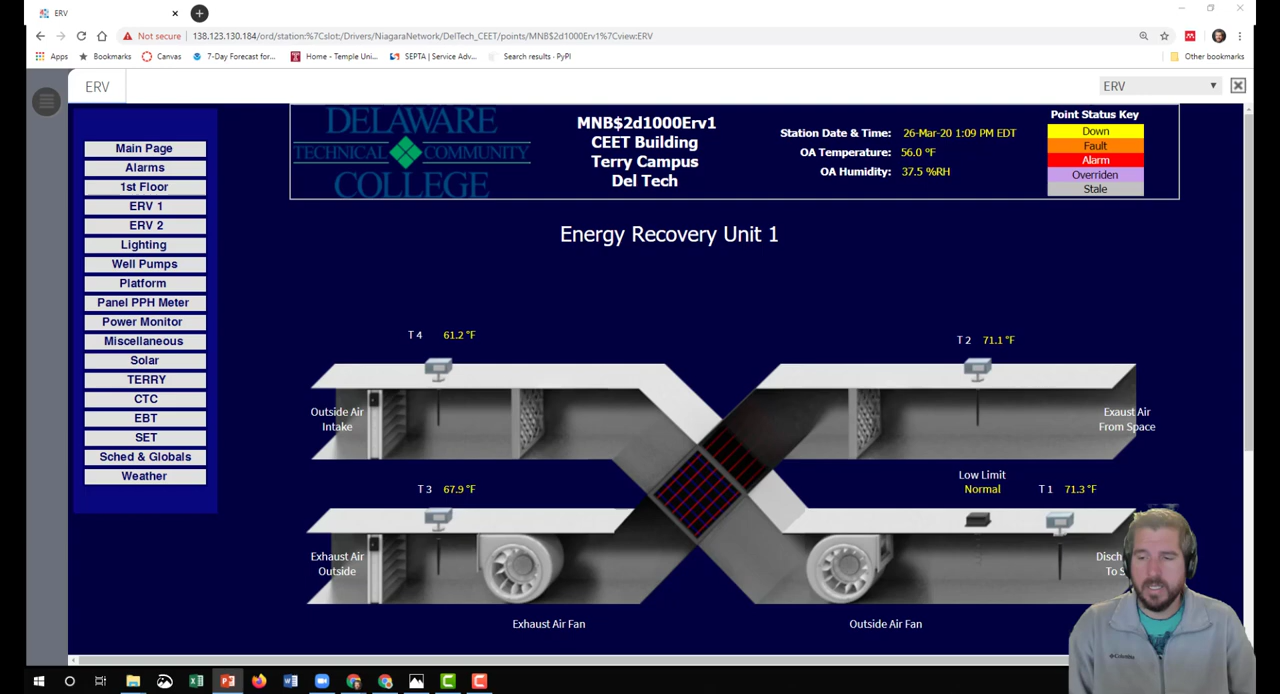 ERV
Not secure
138.123.130.184/ord/station:%7Cslot:/Drivers/NiagaraNetwork/DelTech_CEET/points/MNB$2d1000Erv1%7Cview:ERV
Apps
Bookmarks
Canvas
7-Day Forecast for...
Home - Temple Uni...
SEPTA | Service Adv...
Search results · PyPI
Other bookmarks
ERV
ERV
Main Page
Alarms
1st Floor
ERV 1
ERV 2
Lighting
Well Pumps
Platform
Panel PPH Meter
Power Monitor
Miscellaneous
Solar
TERRY
CTC
EBT
SET
Sched & Globals
Weather
DELAWARE
TECHNICAL COMMUNITY
COLLEGE
MNB$2d1000Erv1
CEET Building
Terry Campus
Del Tech
Station Date & Time: 26-Mar-20 1:09 PM EDT
OA Temperature: 56.0 °F
OA Humidity: 37.5 %RH
Point Status Key
Down
Fault
Alarm
Overriden
Stale
Energy Recovery Unit 1
T 4 61.2 °F
T 2 71.1 °F
Outside Air
Intake
Exaust Air
From Space
Low Limit
Normal
T 3 67.9 °F
T 1 71.3 °F
Exhaust Air
Outside
Disch
To S
Exhaust Air Fan
Outside Air Fan
Columbia